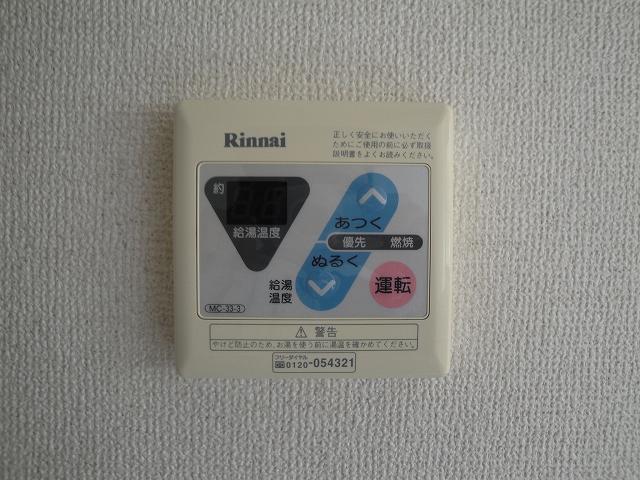 Rinnai
正しく安全にお使いいただく
ためにご使用の前に必ず取扱
説明書をよくお読みください。
約
給湯温度
あつく
優先 燃焼
ぬるく
給湯
温度
運転
MC-33-3
警告
やけど防止のため、お湯を使う前に湯温を確かめてください。
フリーダイヤル
0120-054321